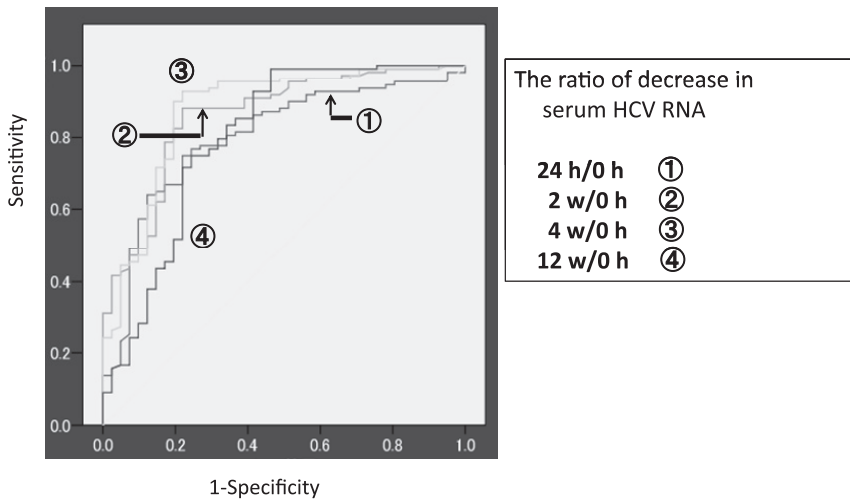 1.0
0.8
0.6
0.4
0.2
0.0
0.0 0.2 0.4 0.6 0.8 1.0
Sensitivity
1-Specificity
③
②
①
④
The ratio of decrease in
serum HCV RNA
24 h/0 h ①
2 w/0 h ②
4 w/0 h ③
12 w/0 h ④